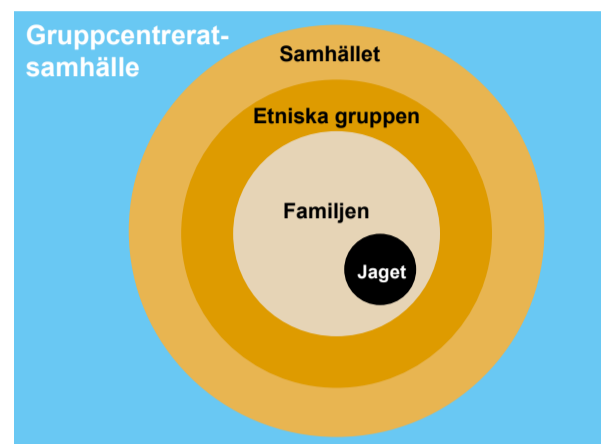 Gruppcentrerat-
samhälle
Samhället
Etniska gruppen
Familjen
Jaget